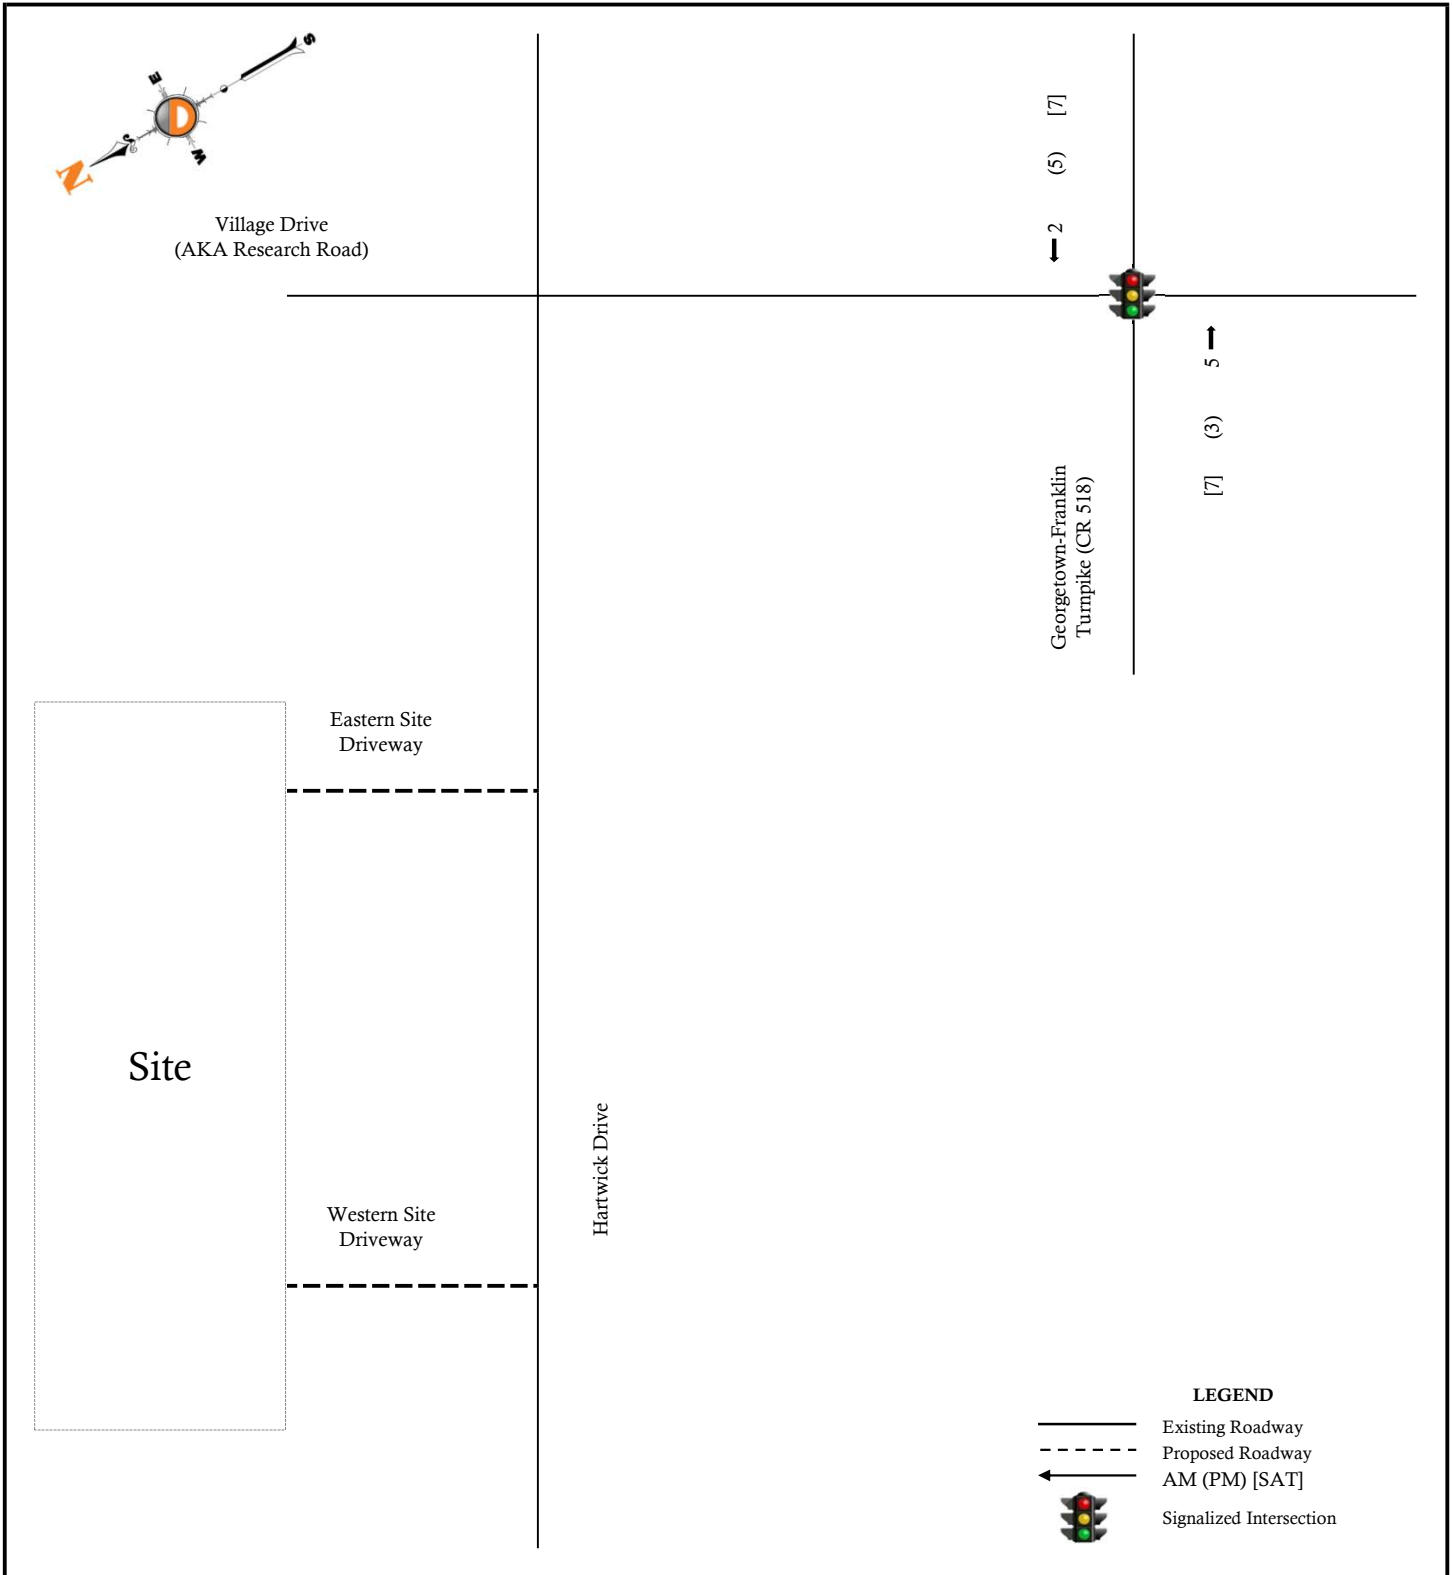 S
E
D
W
N
Village Drive
(AKA Research Road)
2 (5) [7]
[7] (3) 5
Georgetown-Franklin
Turnpike (CR 518)
Eastern Site
Driveway
Site
Hartwick Drive
Western Site
Driveway
LEGEND
Existing Roadway
Proposed Roadway
AM (PM) [SAT]
Signalized Intersection